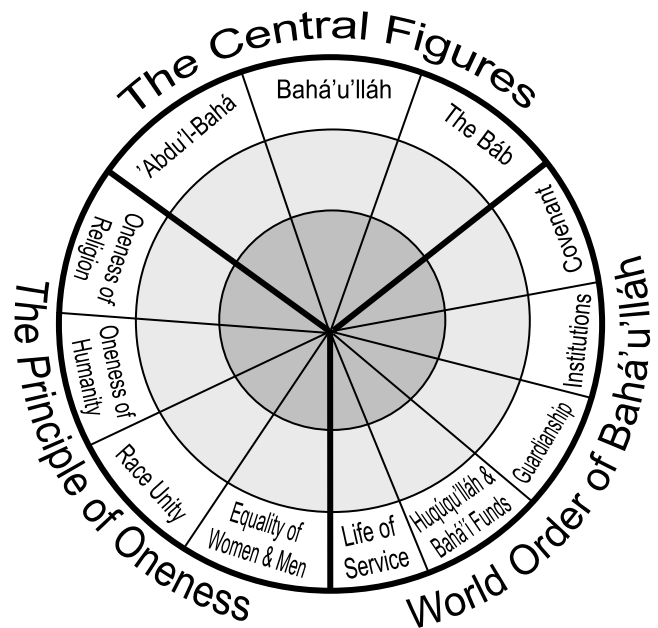 The Central Figures
’Abdu’l-Bahá
Bahá’u’lláh
The Báb
World Order of Bahá’u’lláh
Covenant
Institutions
Guardianship
Huqúqu’lláh &
Bahá’í Funds
Life of
Service
The Principle of Oneness
Oneness of
Religion
Oneness of
Humanity
Race Unity
Equality of
Women & Men